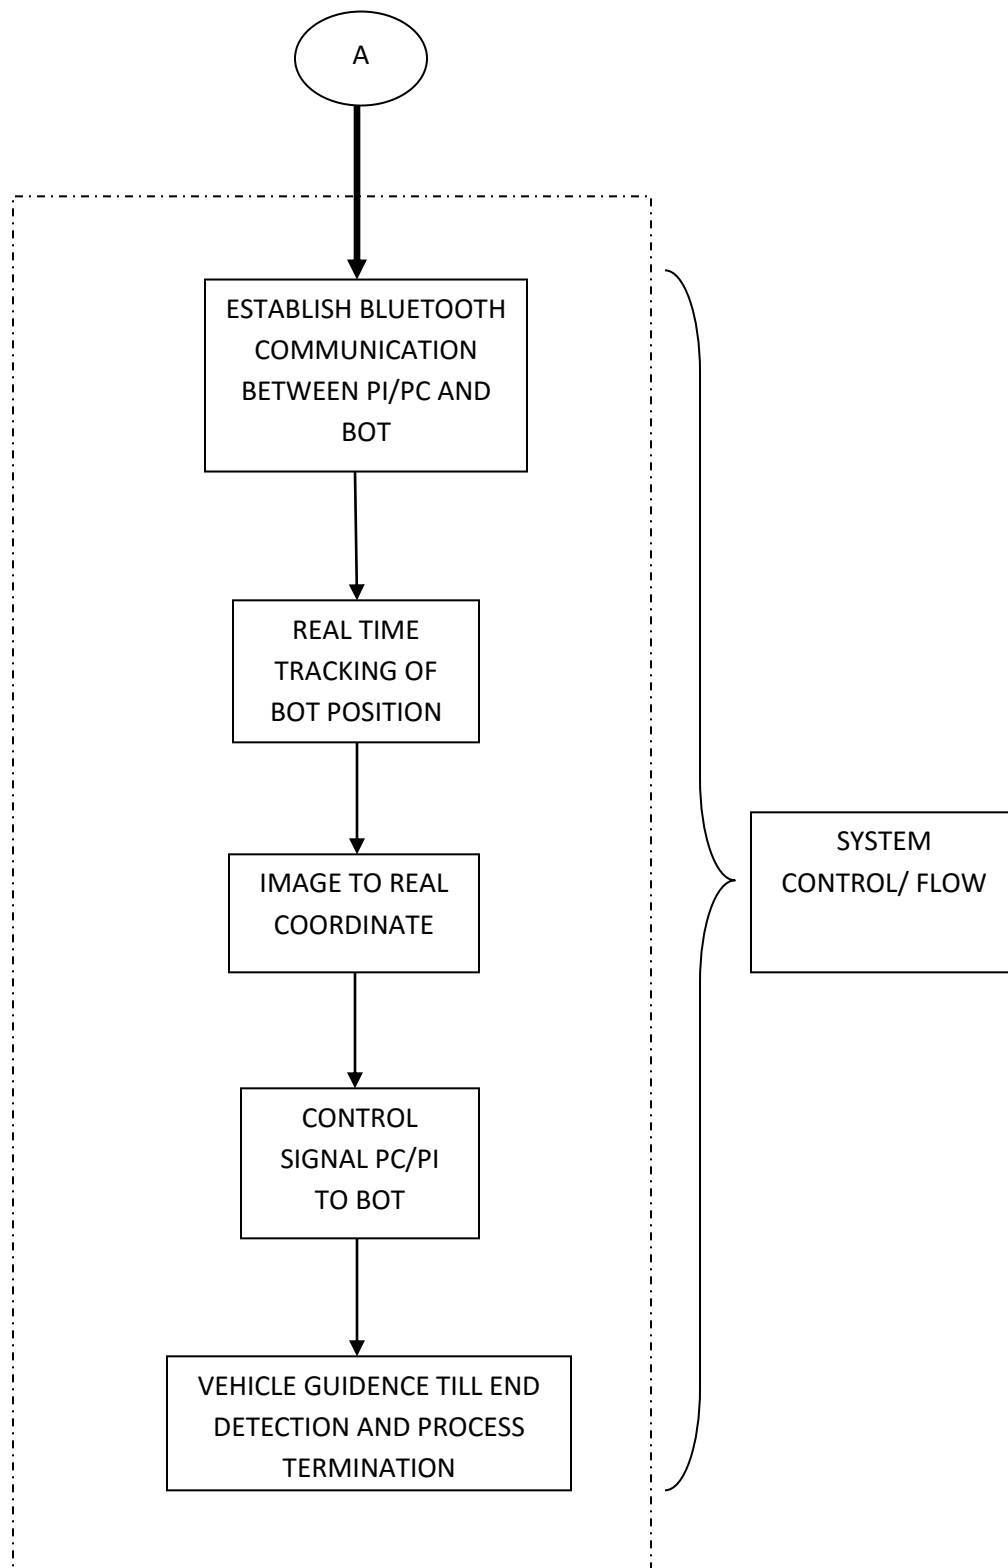 A
ESTABLISH BLUETOOTH
COMMUNICATION
BETWEEN PI/PC AND
BOT
REAL TIME
TRACKING OF
BOT POSITION
IMAGE TO REAL
COORDINATE
SYSTEM
CONTROL/ FLOW
CONTROL
SIGNAL PC/PI
TO BOT
VEHICLE GUIDENCE TILL END
DETECTION AND PROCESS
TERMINATION